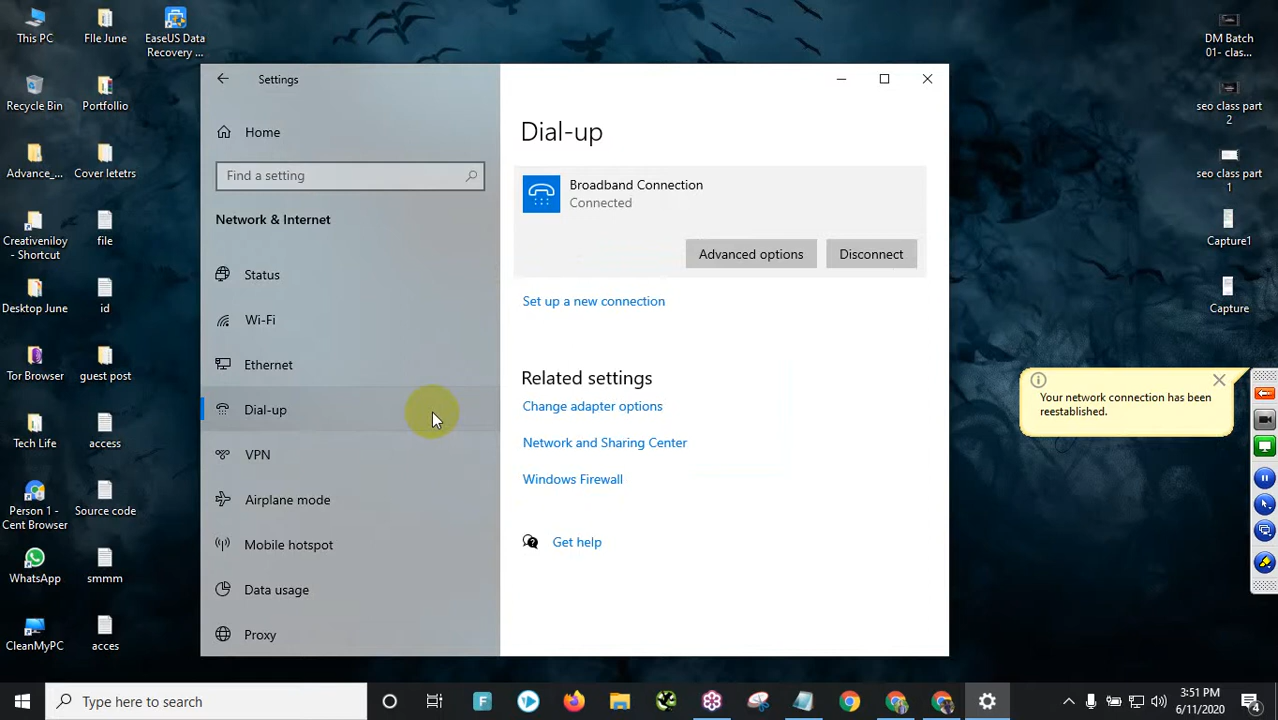 This PC
FIle June
EaseUS Data
Recovery ...
Recycle Bin
Portfollio
Advance_...
Cover letetrs
Creativeniloy
- Shortcut
file
Desktop June
id
Tor Browser
guest post
Tech Life
access
Person 1 -
Cent Browser
Source code
WhatsApp
smmm
CleanMyPC
acces
Settings
Home
Find a setting
Network & Internet
Status
Wi-Fi
Ethernet
Dial-up
VPN
Airplane mode
Mobile hotspot
Data usage
Proxy
Dial-up
Broadband Connection
Connected
Advanced options
Disconnect
Set up a new connection
Related settings
Change adapter options
Network and Sharing Center
Windows Firewall
Get help
DM Batch
01- clas...
seo class part
2
seo class part
1
Capture1
Capture
Your network connection has been
reestablished.
Type here to search
3:51 PM
6/11/2020
4